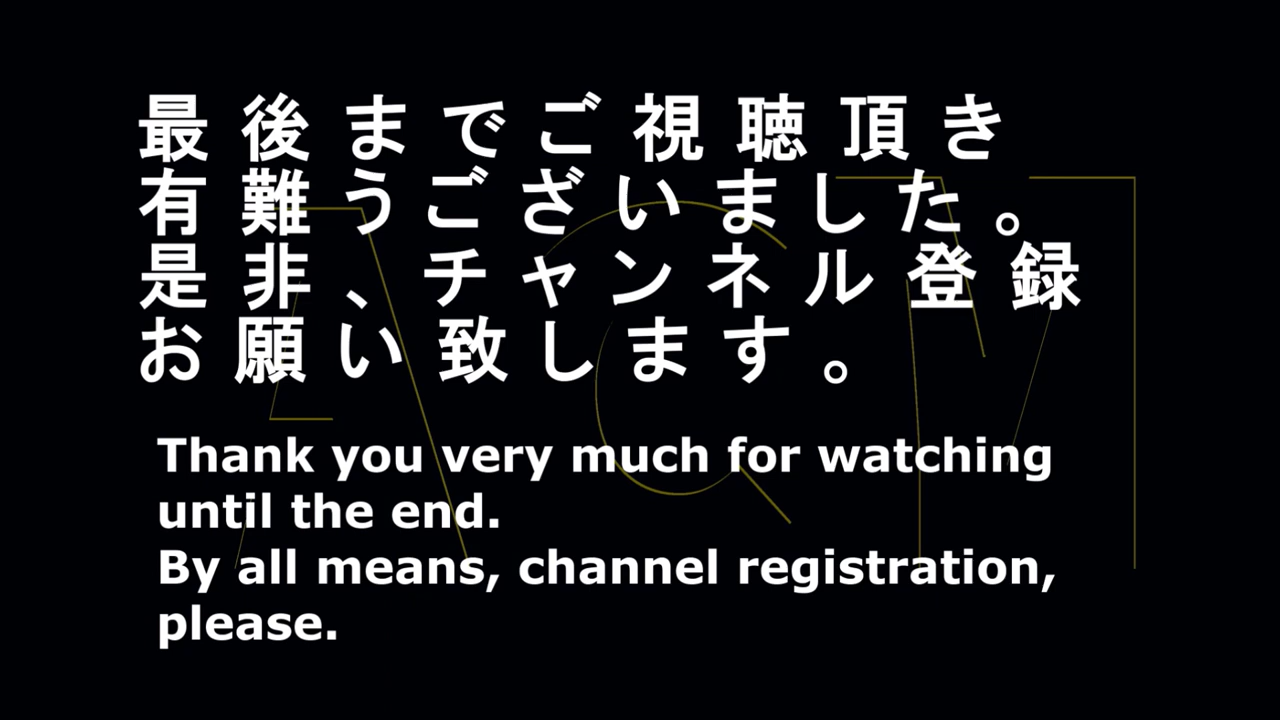 最後までご視聴頂き
有難うございました。
是非、チャンネル登録
お願い致します。
Thank you very much for watching
until the end.
By all means, channel registration,
please.